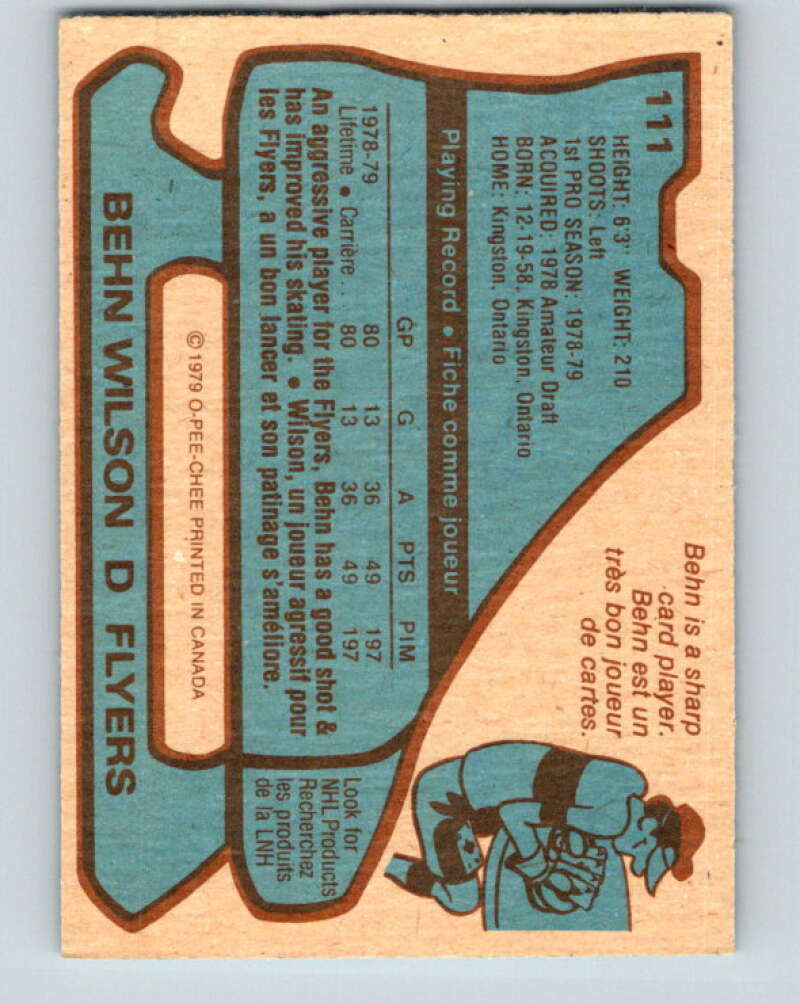 111
HEIGHT: 6'3" WEIGHT: 210
SHOOTS: Left
1st PRO SEASON: 1978-79
ACQUIRED: 1978 Amateur Draft
BORN: 12-19-58, Kingston, Ontario
HOME: Kingston, Ontario
Behn is a sharp
card player.
Behn est un
très bon joueur
de cartes.
Playing Record • Fiche comme joueur
GP G A PTS PIM
1978-79 80 13 36 49 197
Lifetime • Carrière . . 80 13 36 49 197
An aggressive player for the Flyers, Behn has a good shot &
has improved his skating. • Wilson, un joueur agressif pour
les Flyers, a un bon lancer et son patinage s'améliore.
Look for
NHL Products
Recherchez
les produits
de la LNH
© 1979 O-PEE-CHEE PRINTED IN CANADA
BEHN WILSON D FLYERS